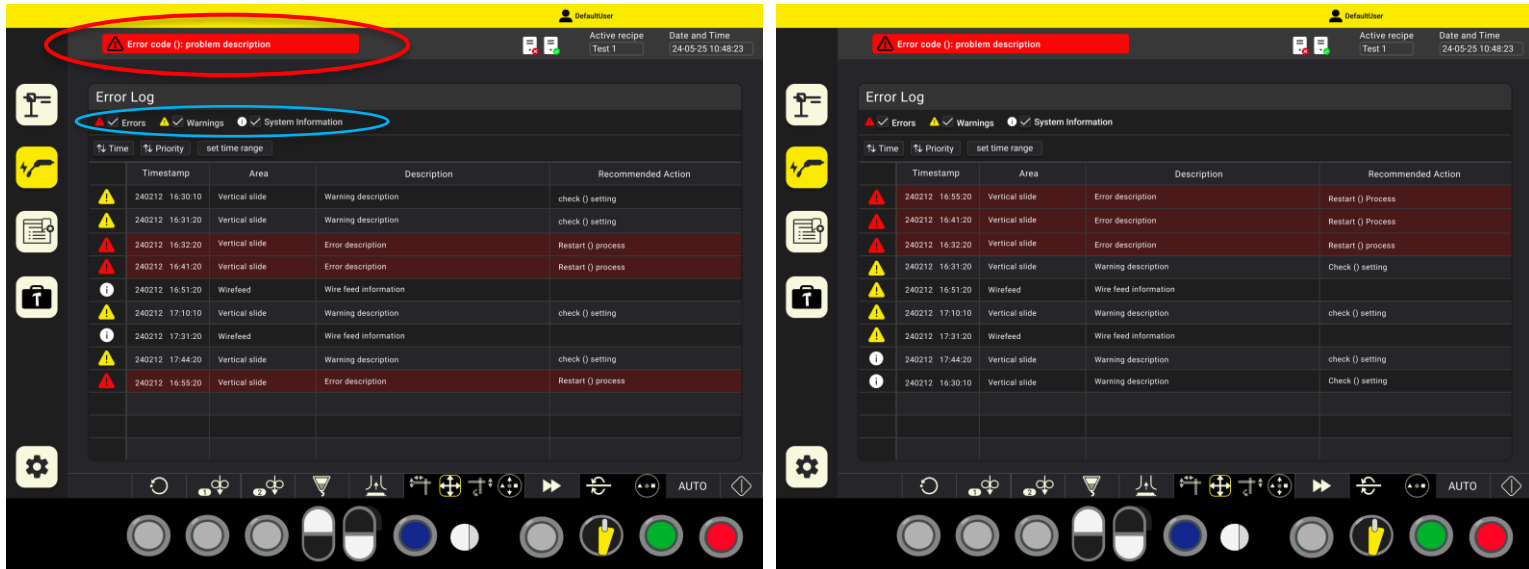 DefaultUser
Error code (): problem description
Active recipe Date and Time
Test 1 24-05-25 10:48:23
Error Log
Errors Warnings System Information
Time Priority set time range
Timestamp Area Description Recommended Action
240212 16:30:10 Vertical slide Warning description check () setting
240212 16:31:20 Vertical slide Warning description check () setting
240212 16:32:20 Vertical slide Error description Restart () process
240212 16:41:20 Vertical slide Error description Restart () process
240212 16:51:20 Wirefeed Wire feed information
240212 17:10:10 Vertical slide Warning description check () setting
240212 17:31:20 Wirefeed Wire feed information
240212 17:44:20 Vertical slide Warning description check () setting
240212 16:55:20 Vertical slide Error description Restart () process
1 2 AUTO
DefaultUser
Error code (): problem description
Active recipe Date and Time
Test 1 24-05-25 10:48:23
Error Log
Errors Warnings System Information
Time Priority set time range
Timestamp Area Description Recommended Action
240212 16:55:20 Vertical slide Error description Restart () Process
240212 16:41:20 Vertical slide Error description Restart () process
240212 16:32:20 Vertical slide Error description Restart () process
240212 16:31:20 Vertical slide Warning description Check () setting
240212 16:51:20 Wirefeed Wire feed information
240212 17:10:10 Vertical slide Warning description check () setting
240212 17:31:20 Wirefeed Wire feed information
240212 17:44:20 Vertical slide Warning description check () setting
240212 16:30:10 Vertical slide Warning description Check () setting
1 2 AUTO